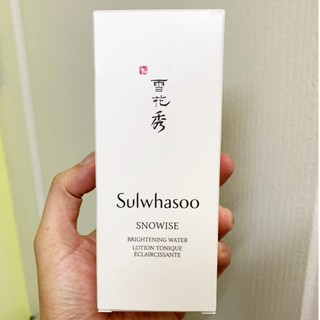 雪
花
秀
Sulwhasoo
SNOWISE
BRIGHTENING WATER
LOTION TONIQUE
ÉCLAIRCISSANTE